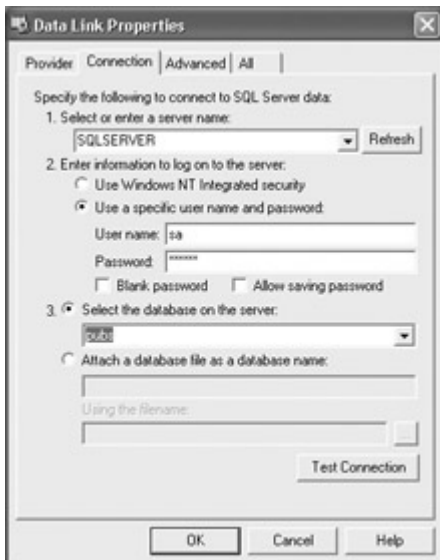 Data Link Properties
Provider Connection Advanced All
Specify the following to connect to SQL Server data:
1. Select or enter a server name:
SQLSERVER Refresh
2. Enter information to log on to the server:
Use Windows NT Integrated security
Use a specific user name and password:
User name: sa
Password: ******
Blank password Allow saving password
3. Select the database on the server:
pubs
Attach a database file as a database name:
Using the filename:
...
Test Connection
OK Cancel Help